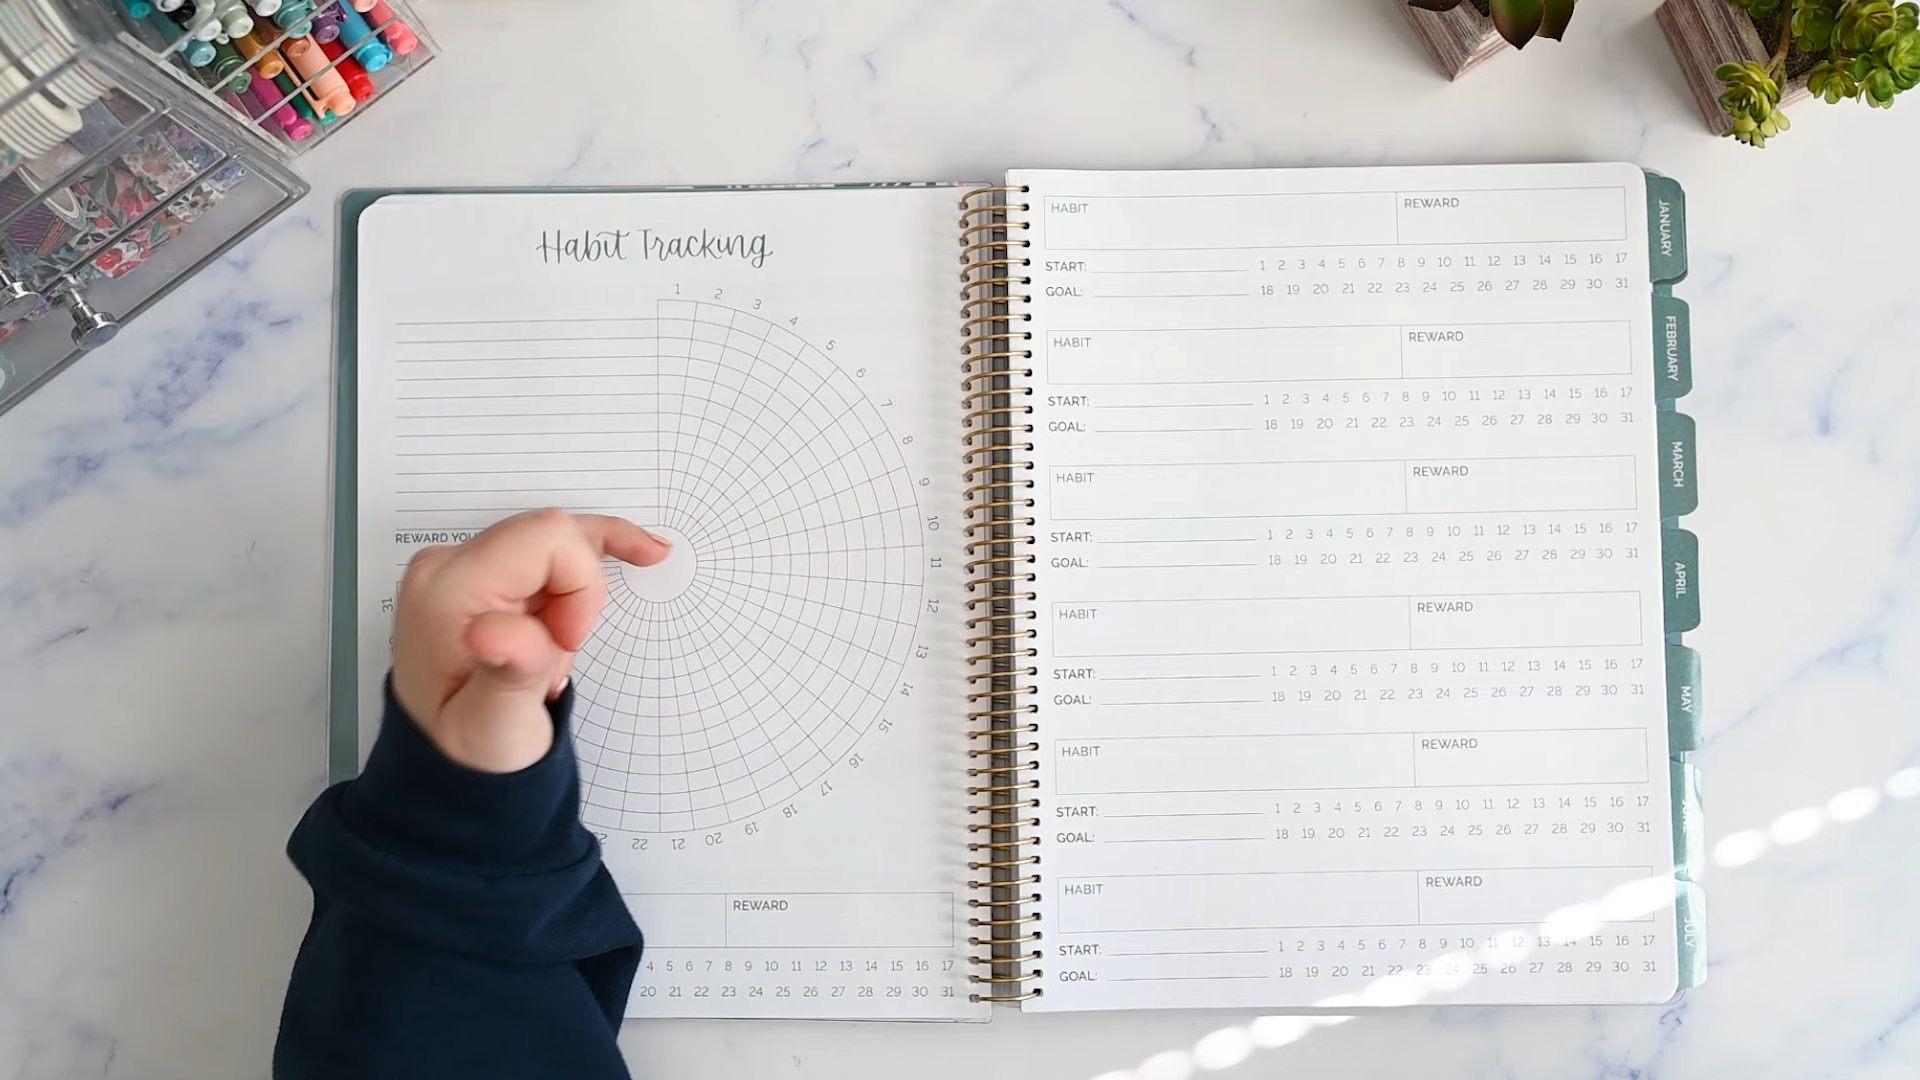 Habit Tracking
1 2 3 4 5 6 7 8 9 10 11 12 13 14 15 16 17 18 19 20 21 22
31
REWARD
4 5 6 7 8 9 10 11 12 13 14 15 16 17
20 21 22 23 24 25 26 27 28 29 30 31
HABIT REWARD
START: 1 2 3 4 5 6 7 8 9 10 11 12 13 14 15 16 17
GOAL: 18 19 20 21 22 23 24 25 26 27 28 29 30 31
HABIT REWARD
START: 1 2 3 4 5 6 7 8 9 10 11 12 13 14 15 16 17
GOAL: 18 19 20 21 22 23 24 25 26 27 28 29 30 31
HABIT REWARD
START: 1 2 3 4 5 6 7 8 9 10 11 12 13 14 15 16 17
GOAL: 18 19 20 21 22 23 24 25 26 27 28 29 30 31
HABIT REWARD
START: 1 2 3 4 5 6 7 8 9 10 11 12 13 14 15 16 17
GOAL: 18 19 20 21 22 23 24 25 26 27 28 29 30 31
HABIT REWARD
START: 1 2 3 4 5 6 7 8 9 10 11 12 13 14 15 16 17
GOAL: 18 19 20 21 22 23 24 25 26 27 28 29 30 31
HABIT REWARD
START: 1 2 3 4 5 6 7 8 9 10 11 12 13 14 15 16 17
GOAL: 18 19 20 21 22 23 24 25 26 27 28 29 30 31
JANUARY
FEBRUARY
MARCH
APRIL
MAY
JUNE
JULY